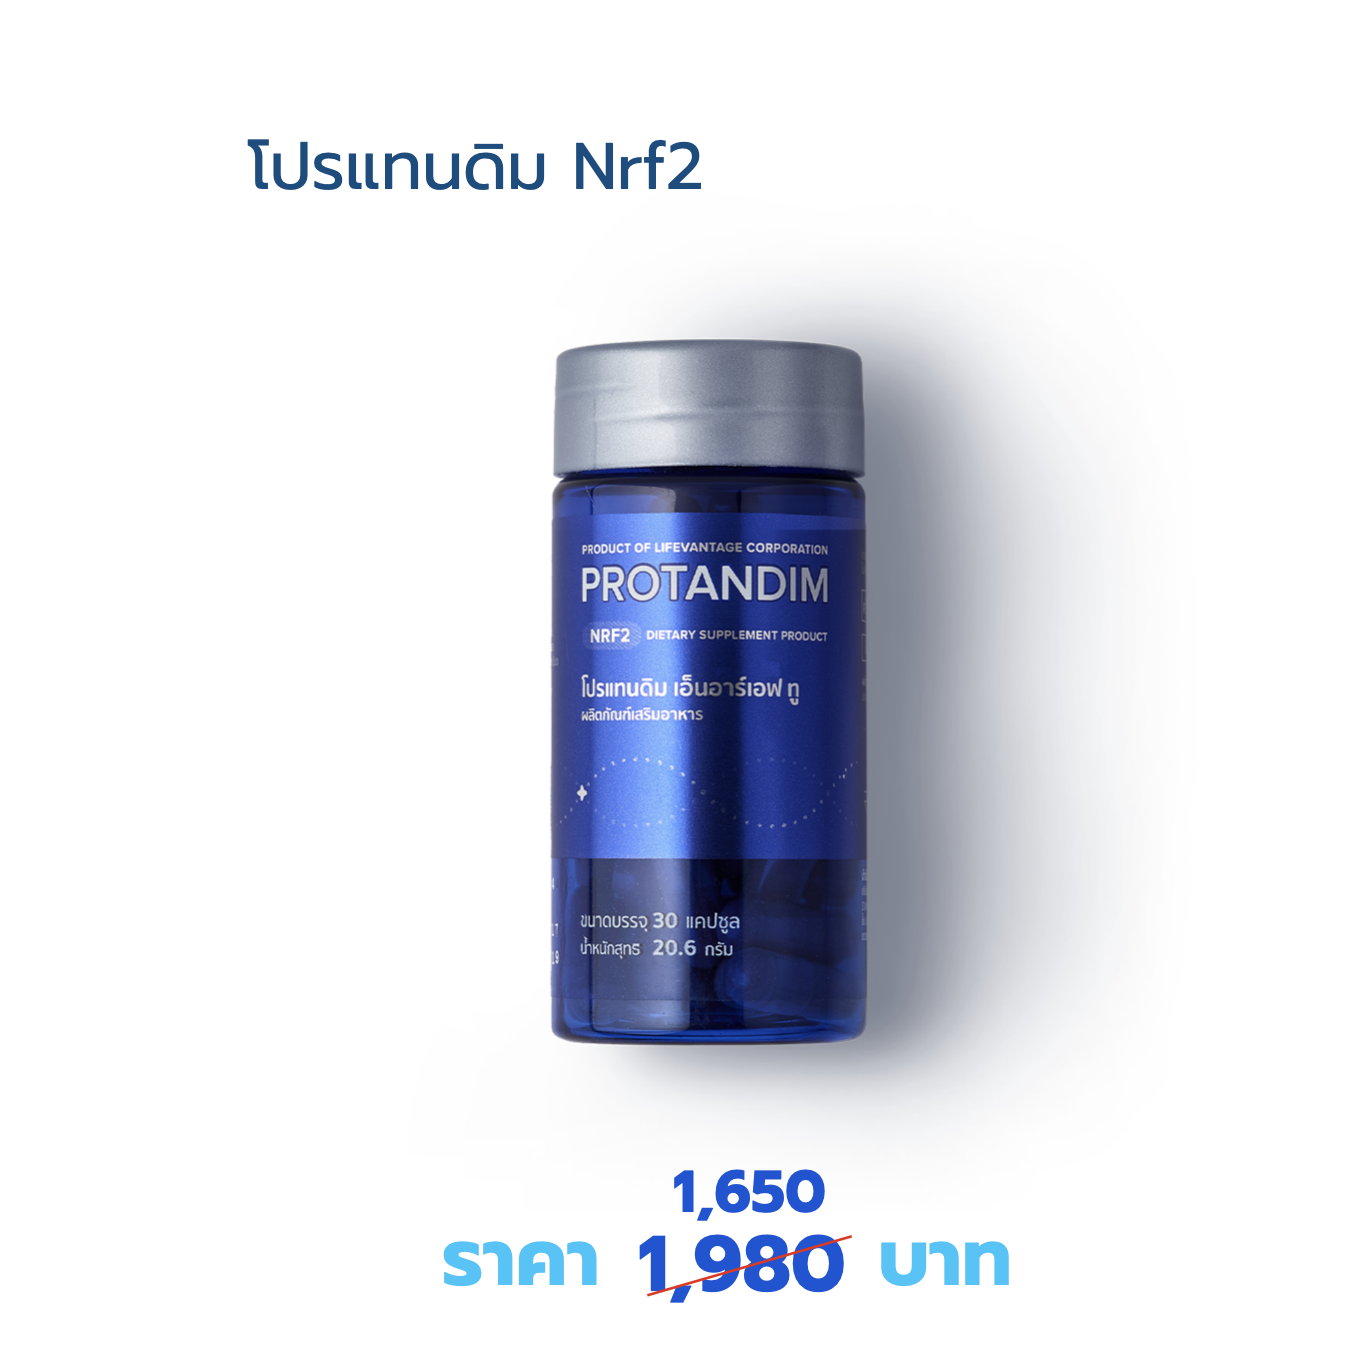 โปรแทนดิม Nrf2
PRODUCT OF LIFEVANTAGE CORPORATION
PROTANDIM
NRF2 DIETARY SUPPLEMENT PRODUCT
โปรแทนดิม เอ็นอาร์เอฟ ทู
ผลิตภัณฑ์เสริมอาหาร
ขนาดบรรจุ 30 แคปซูล
น้ำหนักสุทธิ 20.6 กรัม
1,650
ราคา 1,980 บาท